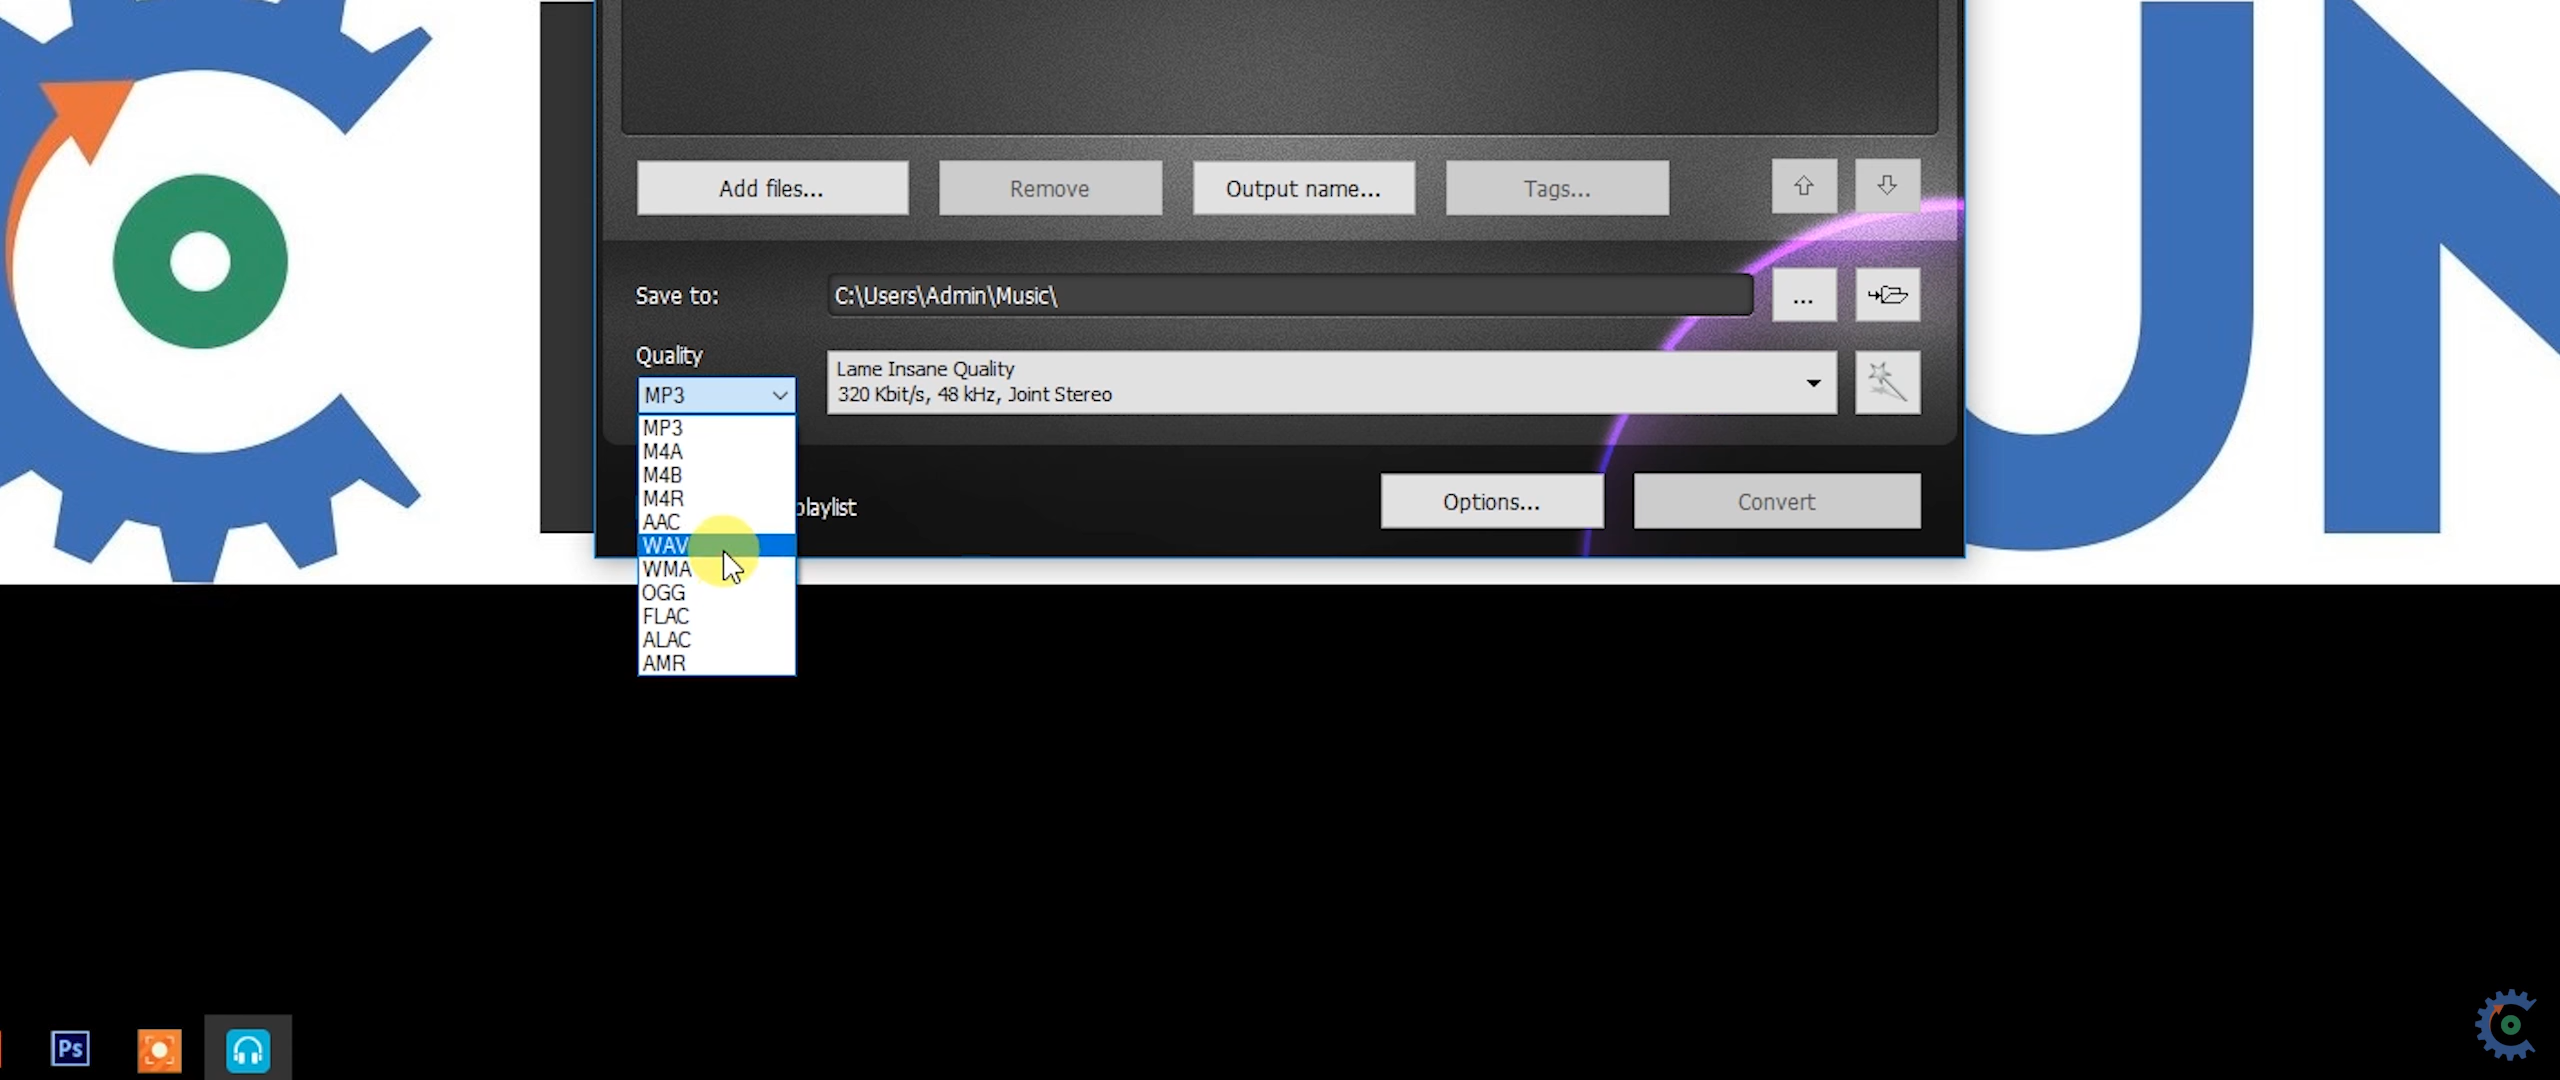 Add files...
Remove
Output name...
Tags...
Save to:
C:\Users\Admin\Music\
...
Quality
MP3
Lame Insane Quality
320 Kbit/s, 48 kHz, Joint Stereo
MP3
M4A
M4B
M4R
AAC
WAV
WMA
OGG
FLAC
ALAC
AMR
playlist
Options...
Convert
UN
Ps